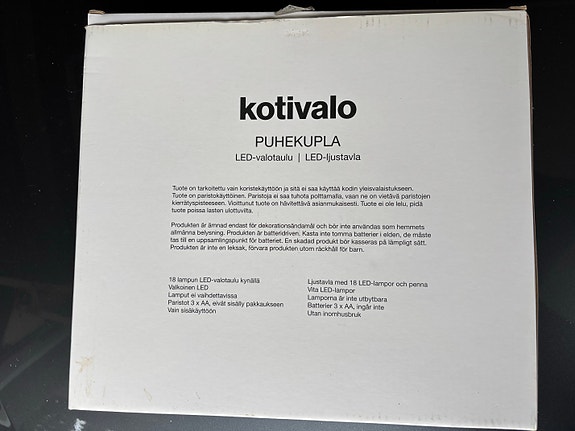 kotivalo
PUHEKUPLA
LED-valotaulu | LED-ljustavla
Tuote on tarkoitettu vain koristekäyttöön ja sitä ei saa käyttää kodin yleisvalaistukseen.
Tuote on paristokäyttöinen. Paristoja ei saa tuhota polttamalla, vaan ne on vietävä paristojen
kierrätyspisteeseen. Vioittunut tuote on hävitettävä asianmukaisesti. Tuote ei ole lelu, pidä
tuote poissa lasten ulottuvilta.
Produkten är ämnad endast för dekorationsändamål och bör inte användas som hemmets
allmänna belysning. Produkten är batteridriven. Kasta inte tomma batterier i elden, de måste
tas till en uppsamlingspunkt för batteriet. En skadad produkt bör kasseras på lämpligt sätt.
Produkten är inte en leksak, förvara produkten utom räckhåll för barn.
18 lampun LED-valotaulu kynällä
Valkoinen LED
Lamput ei vaihdettavissa
Paristot 3 x AA, eivät sisälly pakkaukseen
Vain sisäkäyttöön
Ljustavla med 18 LED-lampor och penna
Vita LED-lampor
Lamporna är inte utbytbara
Batterier 3 x AA, ingår inte
Utan inomhusbruk